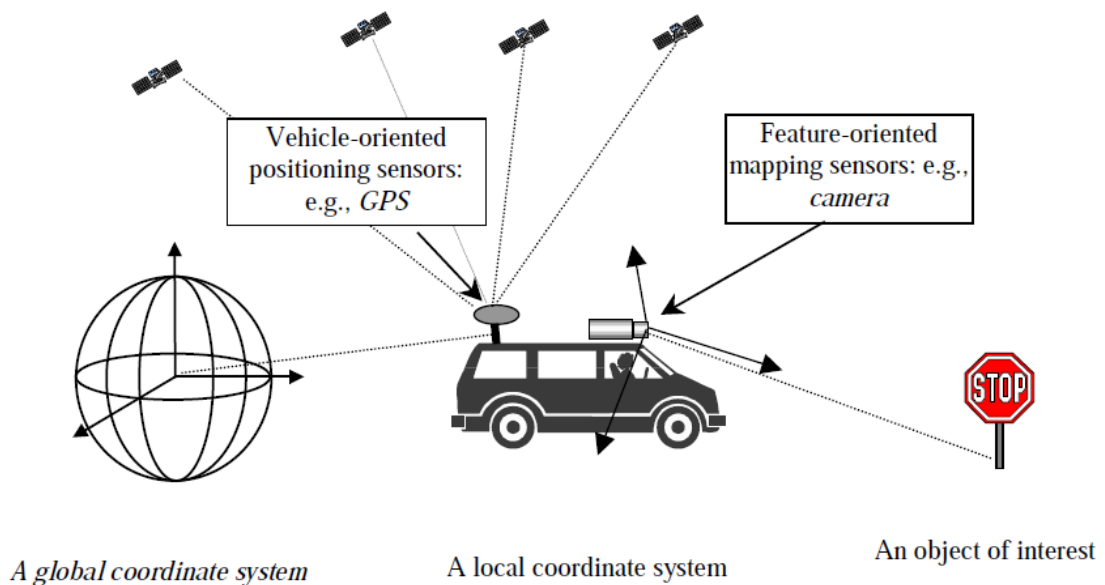 Vehicle-oriented
positioning sensors:
e.g., GPS
Feature-oriented
mapping sensors: e.g.,
camera
STOP
A global coordinate system
A local coordinate system
An object of interest